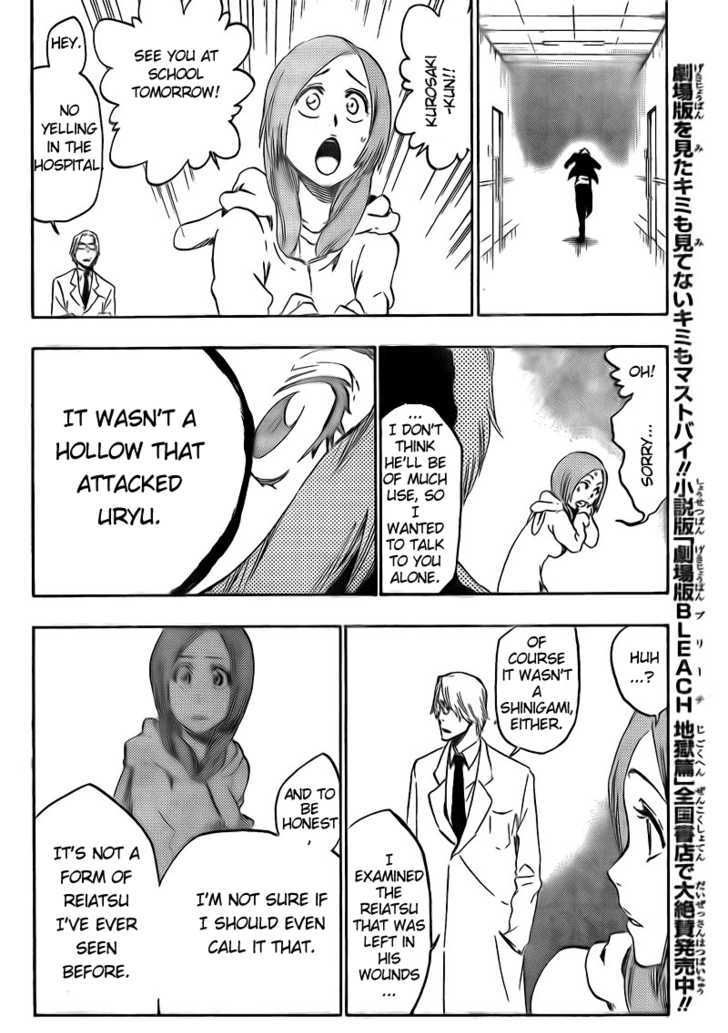 KUROSAKI
-KUN!!
SEE YOU AT
SCHOOL
TOMORROW!
HEY.
NO
YELLING
IN THE
HOSPITAL.
OH!
SORRY...
...
I DON'T
THINK
HE'LL BE
OF MUCH
USE, SO
I
WANTED
TO TALK
TO YOU
ALONE.
IT WASN'T A
HOLLOW THAT
ATTACKED
URYU.
HUH
...?
OF
COURSE
IT WASN'T
A
SHINIGAMI,
EITHER.
I
EXAMINED
THE
REIATSU
THAT WAS
LEFT IN
HIS
WOUNDS
...
AND TO
BE
HONEST
,
I'M NOT SURE IF
I SHOULD EVEN
CALL IT THAT.
IT'S NOT A
FORM OF
REIATSU
I'VE EVER
SEEN
BEFORE.
劇場版を見たキミも見てないキミもマストバイ!!小説版「劇場版BLEACH 地獄篇」全国書店で大絶賛発売中!!